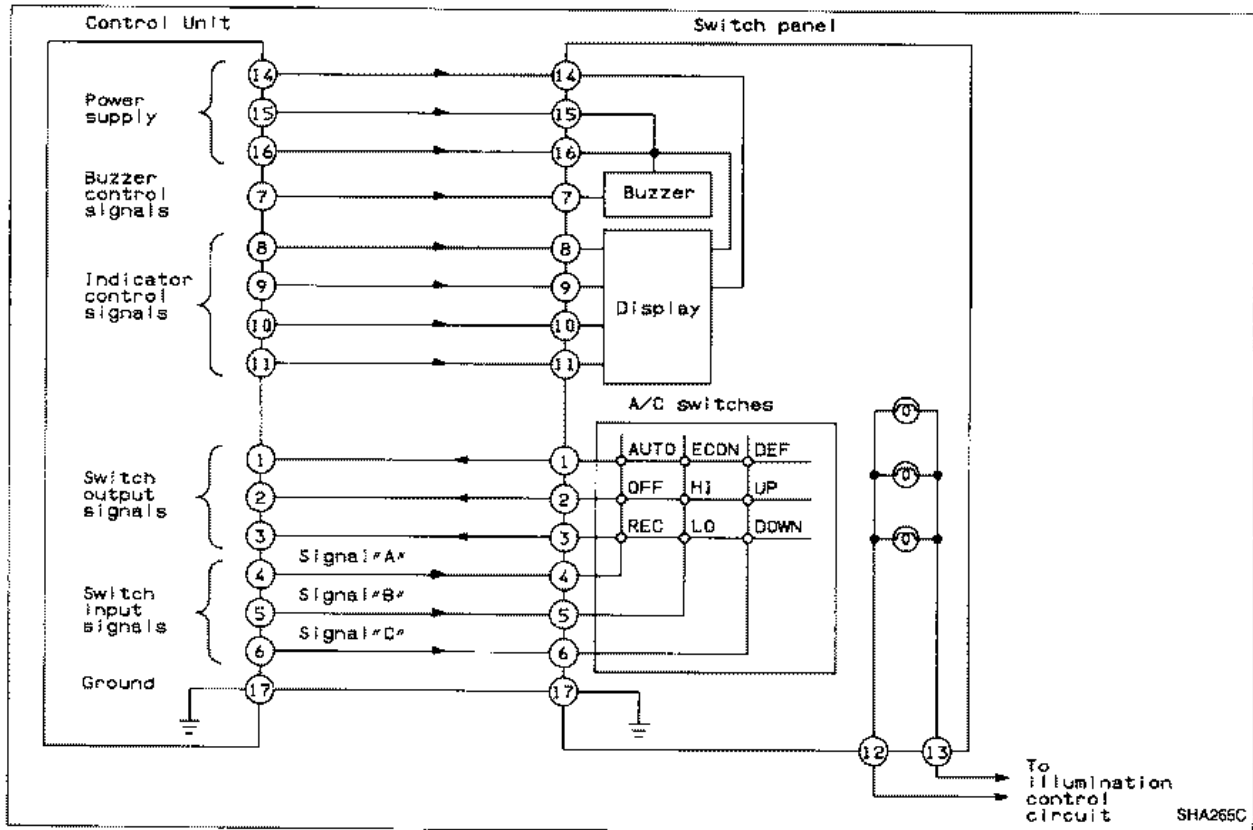 Control Unit
Switch panel
Power
supply
14
15
16
14
15
16
Buzzer
control
signals
7
7
Buzzer
Indicator
control
signals
8
9
10
11
8
9
10
11
Display
A/C switches
Switch
output
signals
1
2
3
1
2
3
AUTO ECON DEF
OFF HI UP
REC LO DOWN
Switch
input
signals
Signal"A"
Signal"B"
Signal"C"
4
5
6
4
5
6
Ground
17
17
12
13
To
illumination
control
circuit
SHA265C